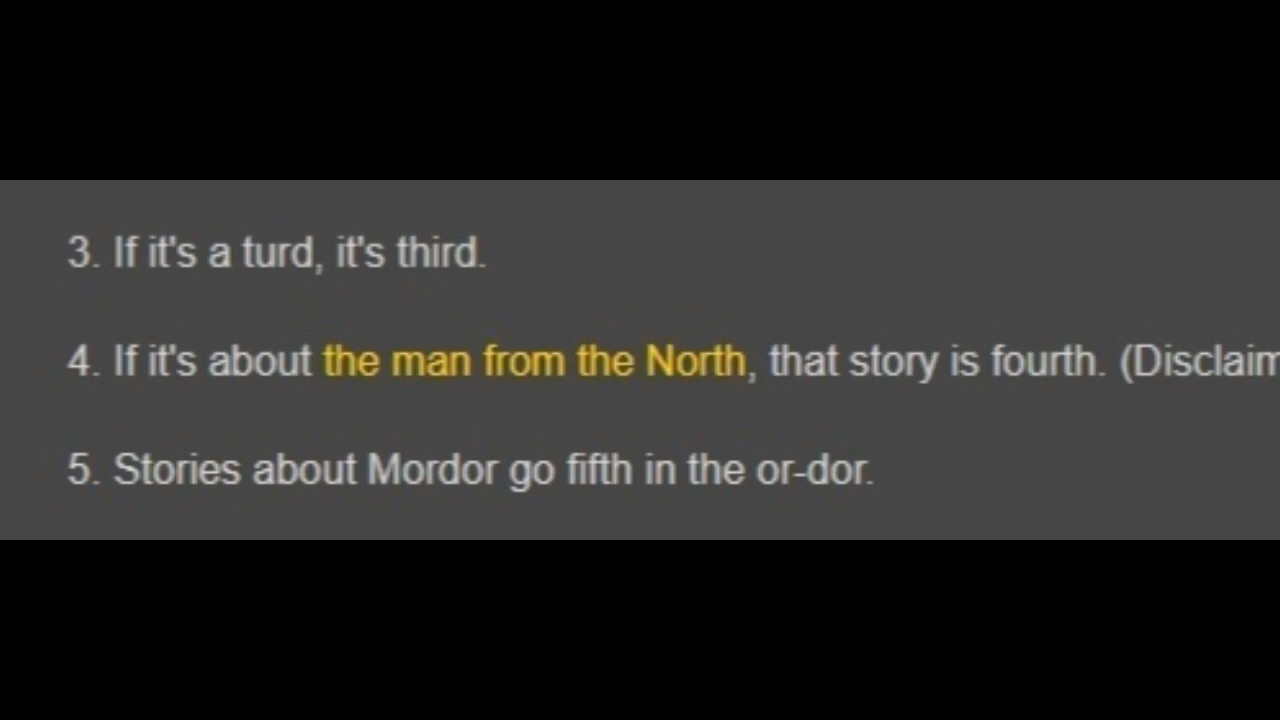 3. If it's a turd, it's third.
4. If it's about the man from the North, that story is fourth. (Disclaim
5. Stories about Mordor go fifth in the or-dor.